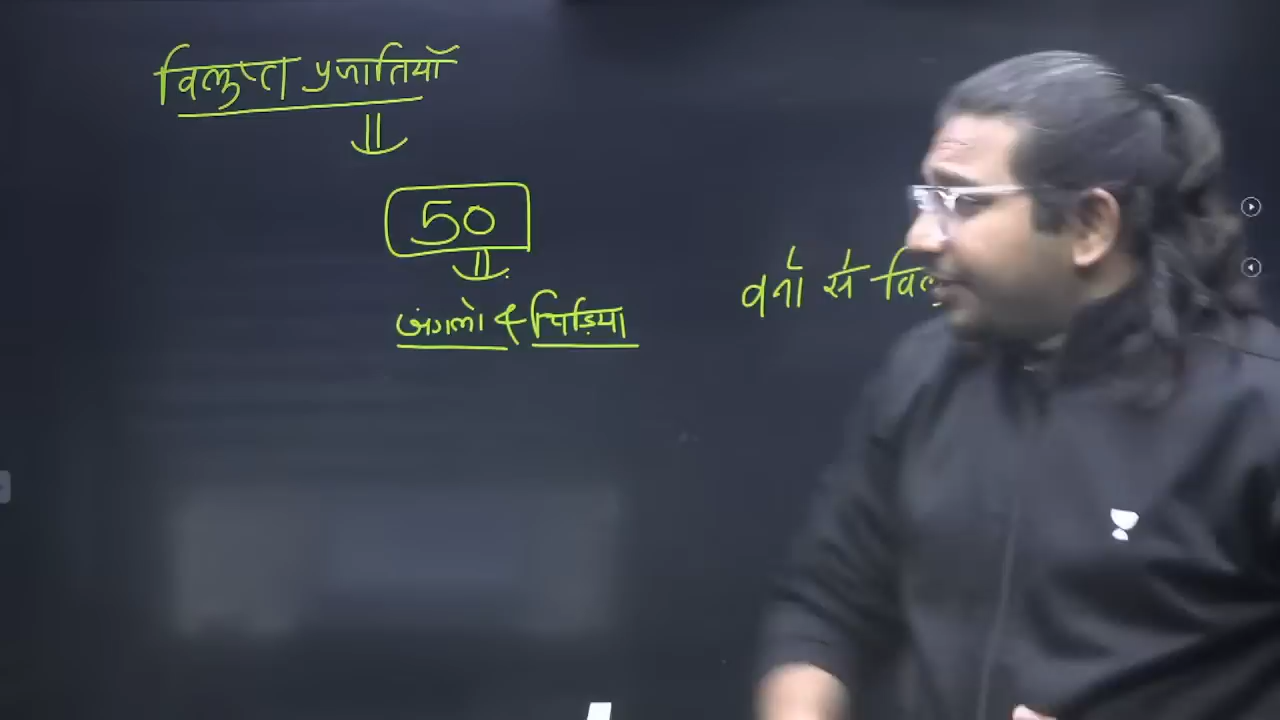 विलुप्त प्रजातियाँ
50
जंगलो & चिड़िया
वनों से